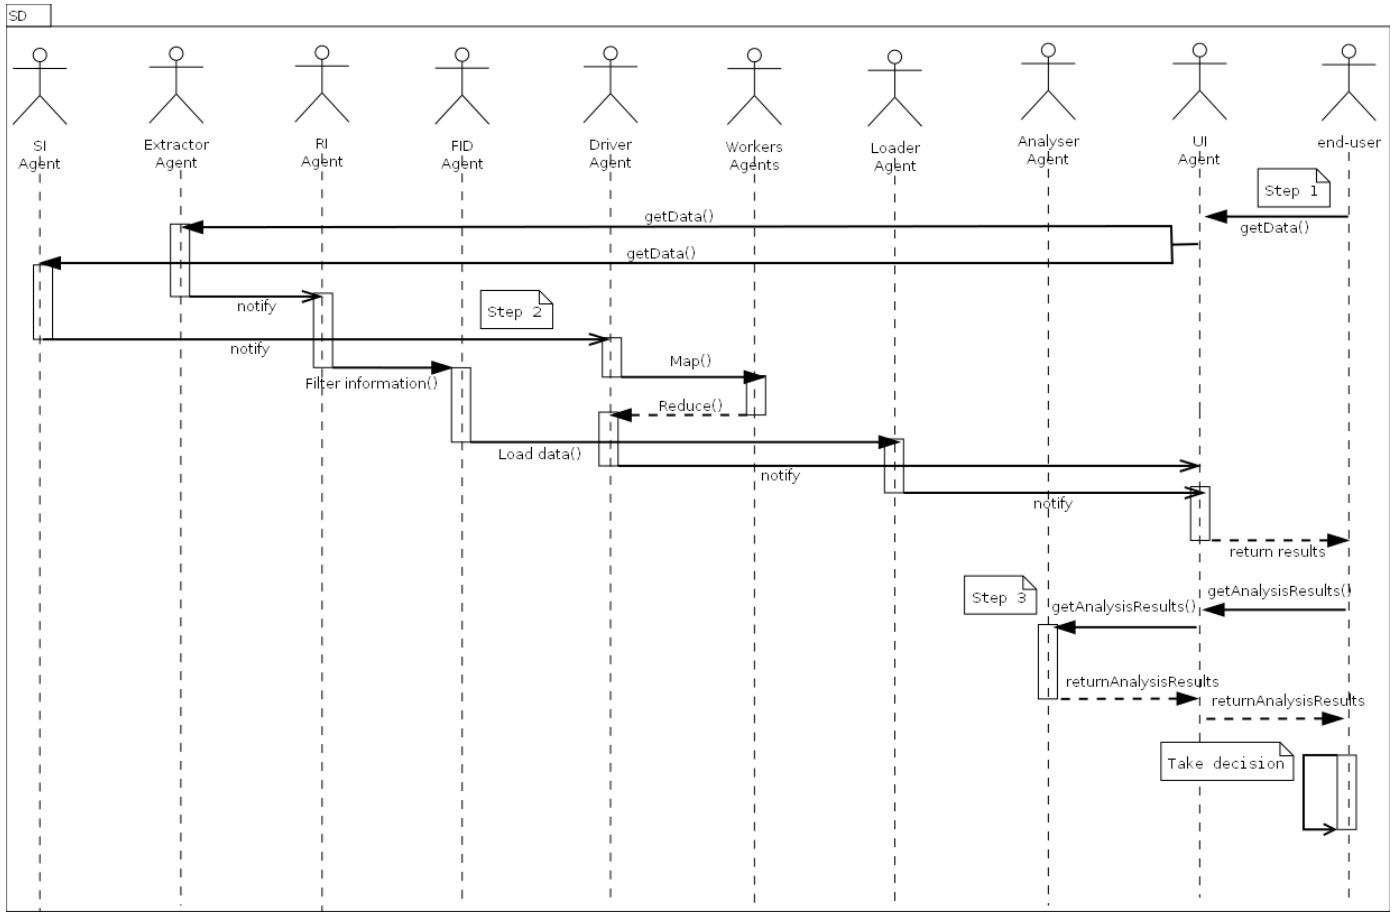 SD
SI
Agent
Extractor
Agent
RI
Agent
FID
Agent
Driver
Agent
Workers
Agents
Loader
Agent
Analyser
Agent
UI
Agent
end-user
Step 1
getData()
getData()
getData()
notify
Step 2
notify
Map()
Filter information()
Reduce()
Load data()
notify
notify
return results
Step 3
getAnalysisResults()
getAnalysisResults()
returnAnalysisResults
returnAnalysisResults
Take decision